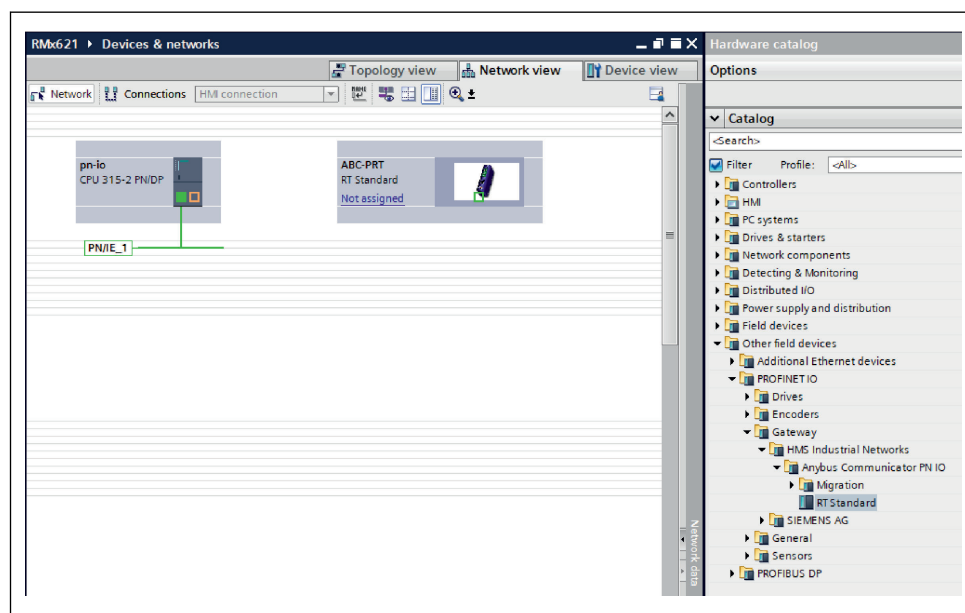 RMx621 ▸ Devices & networks
Topology view
Network view
Device view
Network
Connections
HMI connection
pn-io
CPU 315-2 PN/DP
ABC-PRT
RT Standard
Not assigned
PN/IE_1
Network data
Hardware catalog
Options
Catalog
<Search>
Filter
Profile:
<All>
Controllers
HMI
PC systems
Drives & starters
Network components
Detecting & Monitoring
Distributed I/O
Power supply and distribution
Field devices
Other field devices
Additional Ethernet devices
PROFINET IO
Drives
Encoders
Gateway
HMS Industrial Networks
Anybus Communicator PN IO
Migration
RT Standard
SIEMENS AG
General
Sensors
PROFIBUS DP